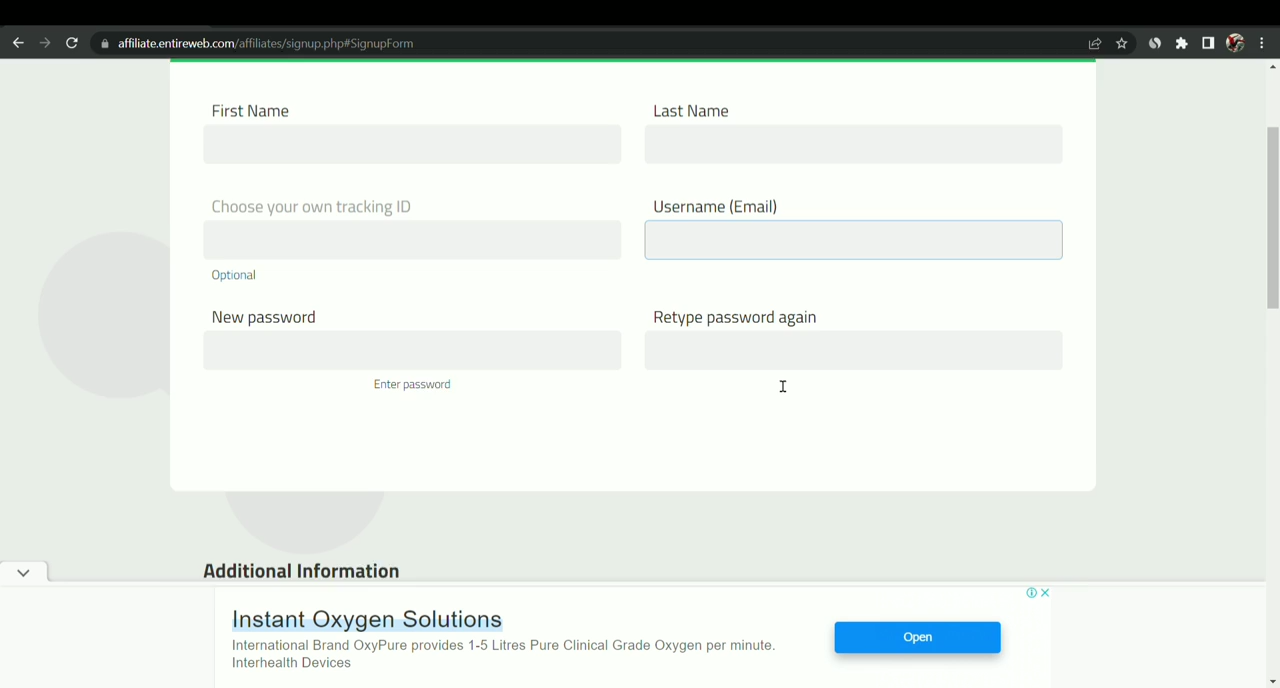 affiliate.entireweb.com/affiliates/signup.php#SignupForm
First Name
Last Name
Choose your own tracking ID
Username (Email)
Optional
New password
Retype password again
Enter password
Additional Information
Instant Oxygen Solutions
International Brand OxyPure provides 1-5 Litres Pure Clinical Grade Oxygen per minute.
Interhealth Devices
Open